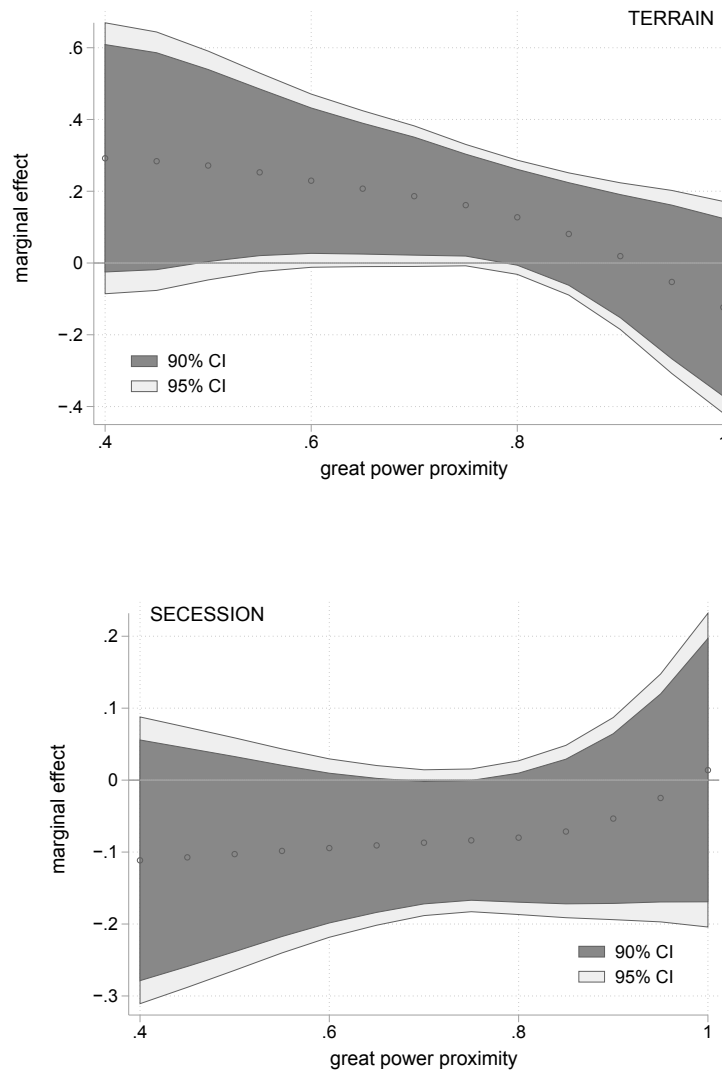 TERRAIN
.6
.4
.2
0
−.2
−.4
marginal effect
90% CI
95% CI
.4 .6 .8 1
great power proximity
SECESSION
.2
.1
0
−.1
−.2
−.3
marginal effect
90% CI
95% CI
.4 .6 .8 1
great power proximity